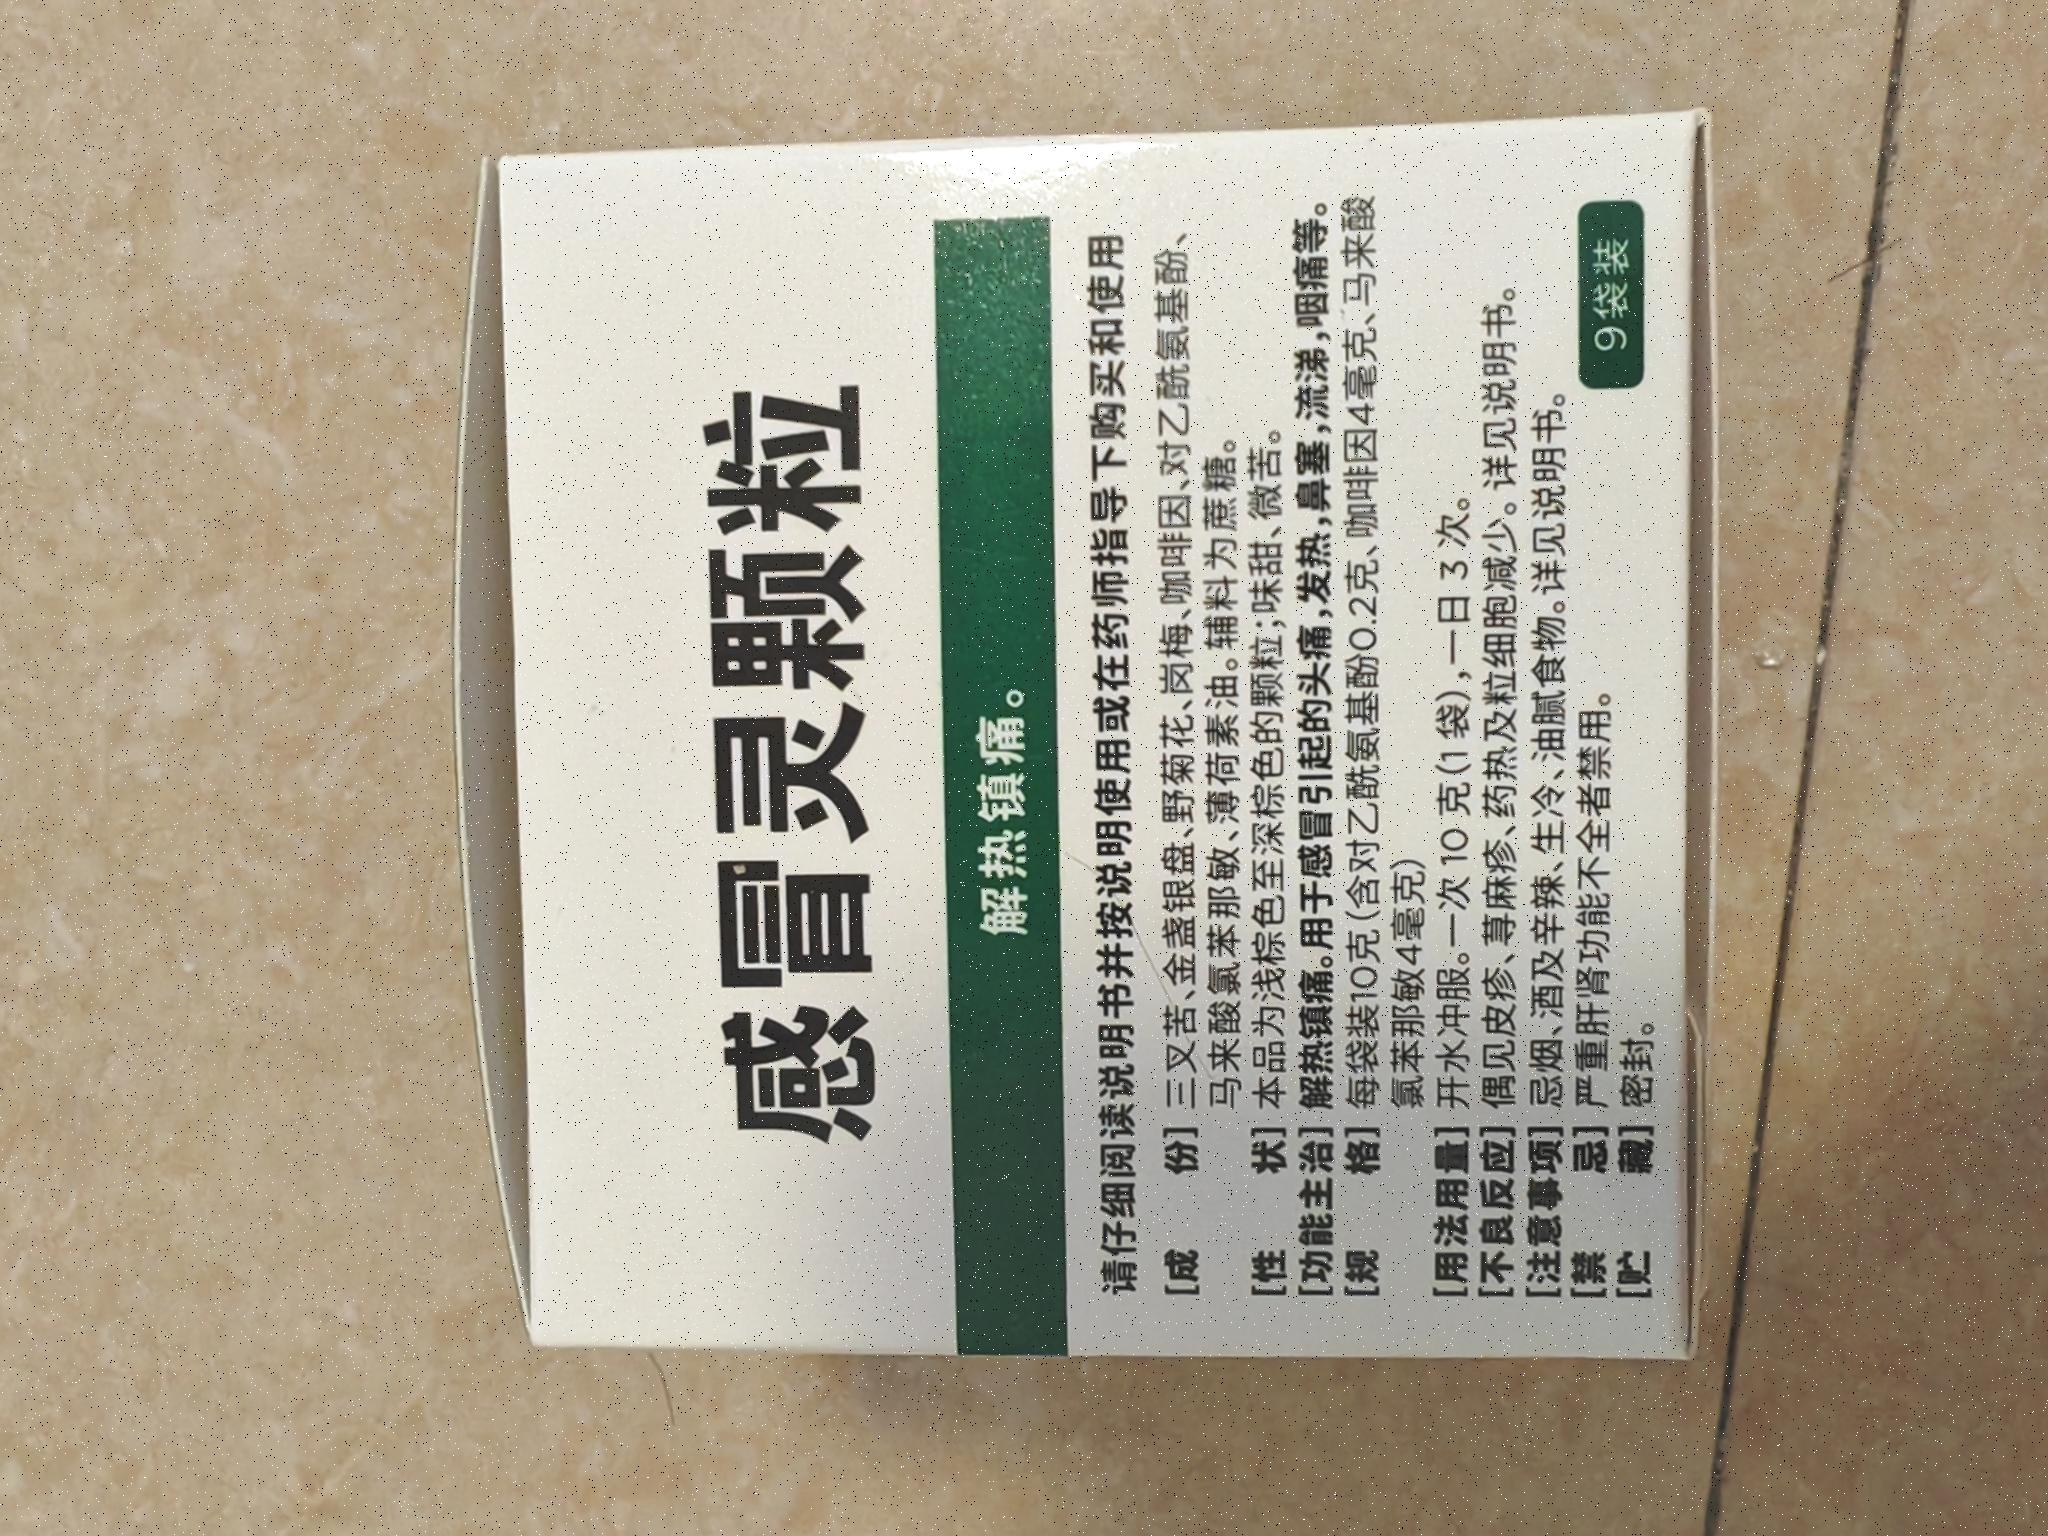 感冒灵颗粒
解热镇痛。
请仔细阅读说明书并按说明使用或在药师指导下购买和使用
[成 份] 三叉苦、金盏银盘、野菊花、岗梅、咖啡因、对乙酰氨基酚、
马来酸氯苯那敏、薄荷素油。辅料为蔗糖。
[性 状] 本品为浅棕色至深棕色的颗粒;味甜、微苦。
[功能主治] 解热镇痛。用于感冒引起的头痛,发热,鼻塞,流涕,咽痛等。
[规 格] 每袋装10克(含对乙酰氨基酚0.2克、咖啡因4毫克、马来酸
氯苯那敏4毫克)
[用法用量] 开水冲服。一次 10 克(1 袋),一日 3 次。
[不良反应] 偶见皮疹、荨麻疹、药热及粒细胞减少。详见说明书。
[注意事项] 忌烟、酒及辛辣、生冷、油腻食物。详见说明书。
[禁 忌] 严重肝肾功能不全者禁用。
[贮 藏] 密封。
9袋装